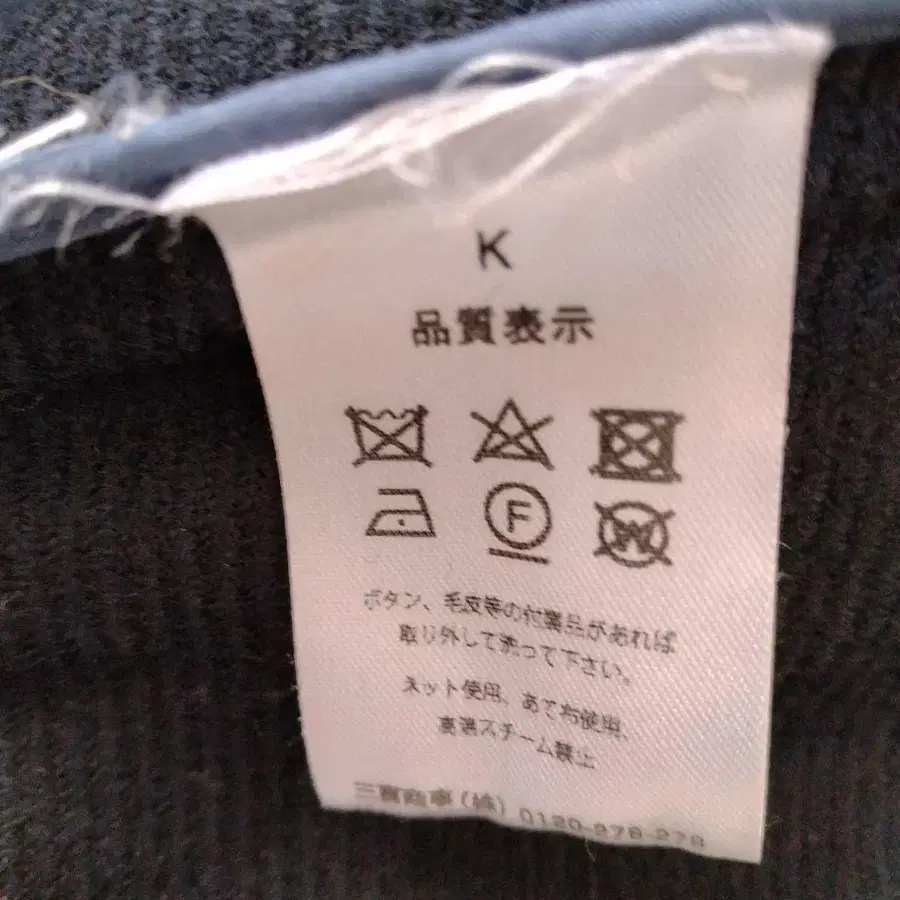 K
品質表示
F
W
ボタン、毛皮等の付属品があれば
取り外して洗って下さい。
ネット使用、あて布使用、
高温スチーム禁止
三賀商事(株) 0120-278-278